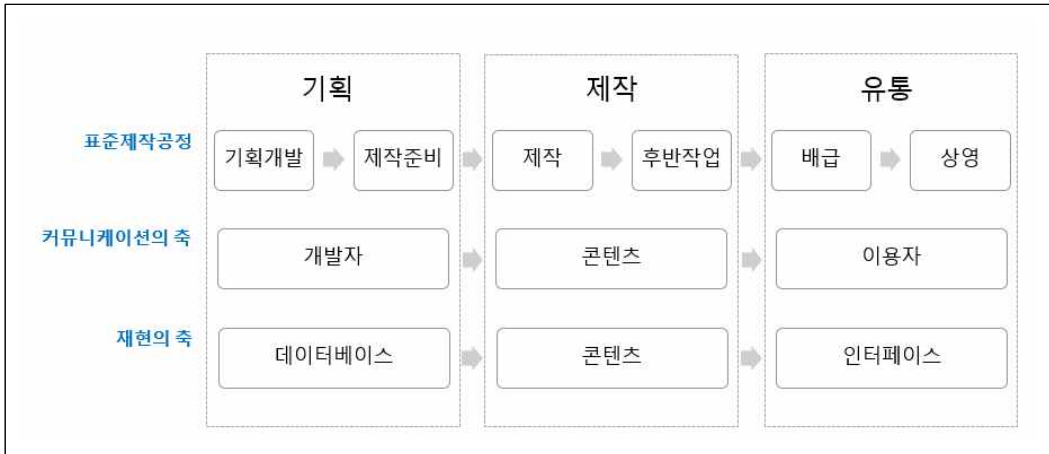 기획 제작 유통
표준제작공정 기획개발 제작준비 제작 후반작업 배급 상영
커뮤니케이션의 축 개발자 콘텐츠 이용자
재현의 축 데이터베이스 콘텐츠 인터페이스